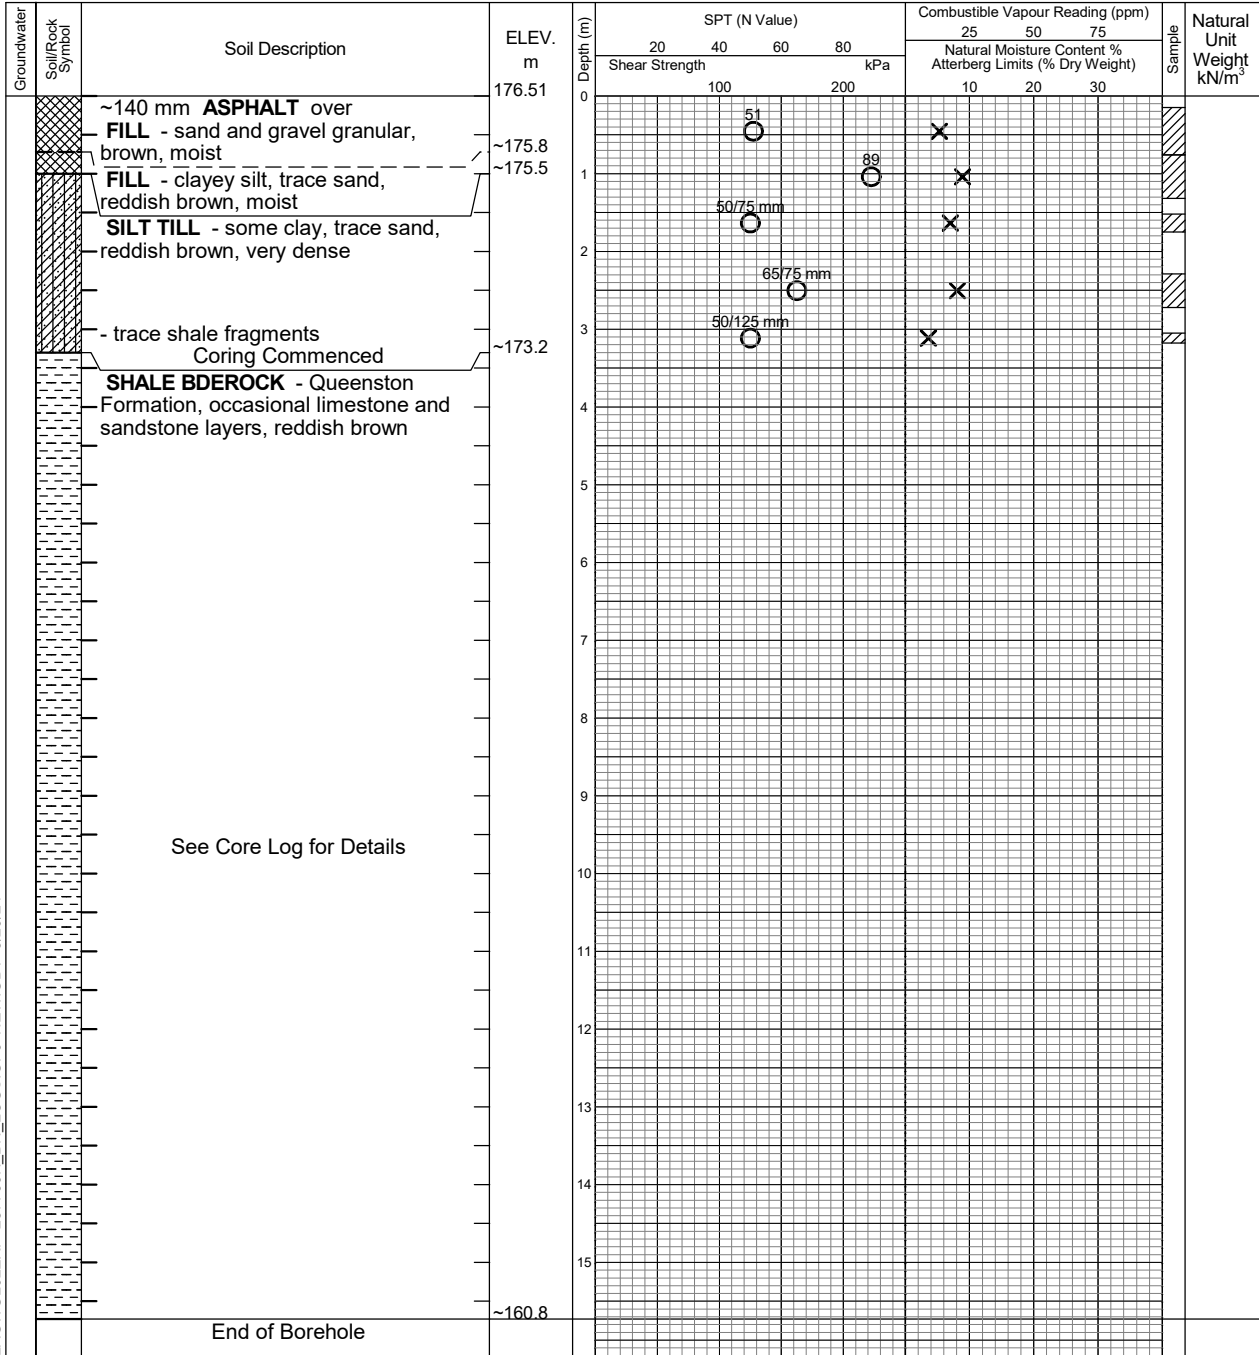 Groundwater
Soil/Rock
Symbol
Soil Description
ELEV.
m
Depth (m)
SPT (N Value)
20 40 60 80
Shear Strength kPa
100 200
Combustible Vapour Reading (ppm)
25 50 75
Natural Moisture Content %
Atterberg Limits (% Dry Weight)
10 20 30
Sample
Natural
Unit
Weight
kN/m³
176.51
0
~140 mm ASPHALT over
FILL - sand and gravel granular,
brown, moist
~175.8
~175.5
FILL - clayey silt, trace sand,
reddish brown, moist
SILT TILL - some clay, trace sand,
reddish brown, very dense
- trace shale fragments
Coring Commenced
~173.2
SHALE BDEROCK - Queenston
Formation, occasional limestone and
sandstone layers, reddish brown
See Core Log for Details
~160.8
End of Borehole
51
89
1
50/75 mm
2
65/75 mm
50/125 mm
3
4
5
6
7
8
9
10
11
12
13
14
15